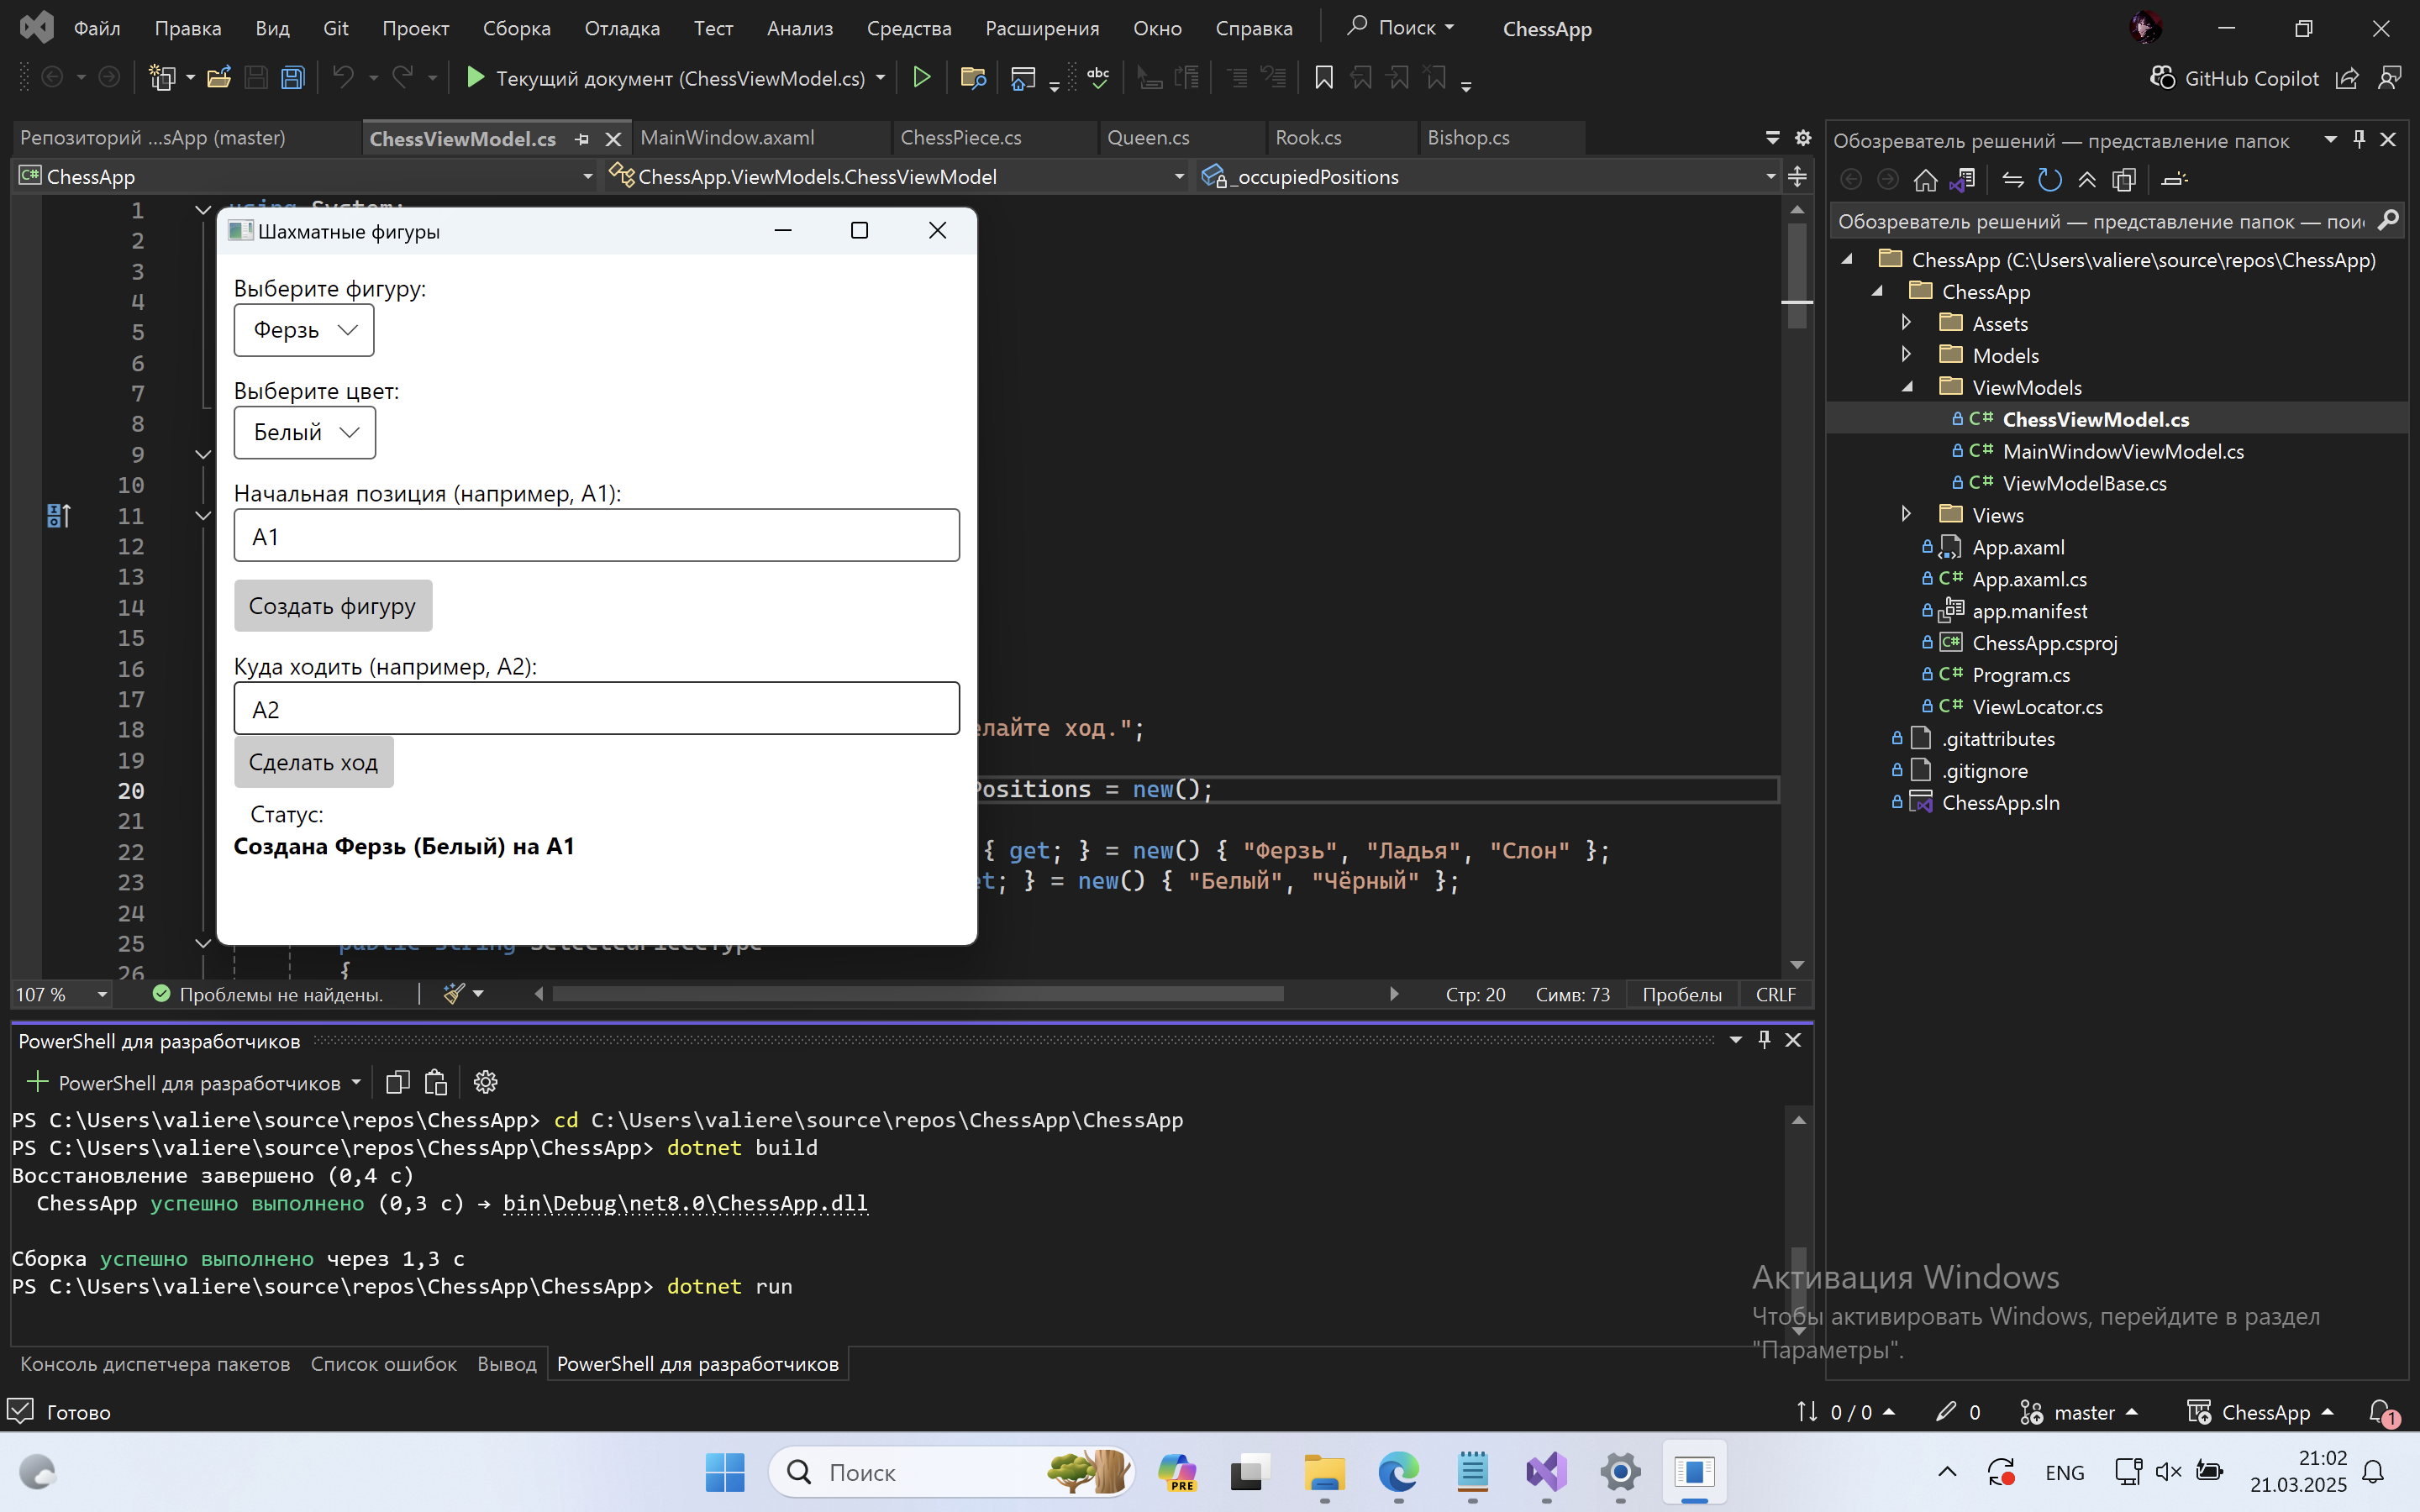 Файл Правка Вид Git Проект Сборка Отладка Тест Анализ Средства Расширения Окно Справка Поиск ChessApp
Текущий документ (ChessViewModel.cs) abc GitHub Copilot
Репозиторий ...sApp (master) ChessViewModel.cs MainWindow.axaml ChessPiece.cs Queen.cs Rook.cs Bishop.cs
C# ChessApp ChessApp.ViewModels.ChessViewModel _occupiedPositions
1 using System;
2
3
4
5
6
7
8
9
10
11
12
13
14
15
16
17
18 елайте ход.";
19
20 Positions = new();
21
22 { get; } = new() { "Ферзь", "Ладья", "Слон" };
23 et; } = new() { "Белый", "Чёрный" };
24
25 public string SelectedPieceType
26 {
Шахматные фигуры
Выберите фигуру:
Ферзь
Выберите цвет:
Белый
Начальная позиция (например, A1):
A1
Создать фигуру
Куда ходить (например, A2):
A2
Сделать ход
Статус:
Создана Ферзь (Белый) на A1
107 % Проблемы не найдены. Стр: 20 Симв: 73 Пробелы CRLF
PowerShell для разработчиков
PowerShell для разработчиков
PS C:\Users\valiere\source\repos\ChessApp> cd C:\Users\valiere\source\repos\ChessApp\ChessApp
PS C:\Users\valiere\source\repos\ChessApp\ChessApp> dotnet build
Восстановление завершено (0,4 с)
ChessApp успешно выполнено (0,3 с) → bin\Debug\net8.0\ChessApp.dll
Сборка успешно выполнено через 1,3 с
PS C:\Users\valiere\source\repos\ChessApp\ChessApp> dotnet run
Консоль диспетчера пакетов Список ошибок Вывод PowerShell для разработчиков
Обозреватель решений — представление папок
Обозреватель решений — представление папок — пои
ChessApp (C:\Users\valiere\source\repos\ChessApp)
ChessApp
Assets
Models
ViewModels
C# ChessViewModel.cs
C# MainWindowViewModel.cs
C# ViewModelBase.cs
Views
App.axaml
C# App.axaml.cs
app.manifest
C# ChessApp.csproj
C# Program.cs
C# ViewLocator.cs
.gitattributes
.gitignore
ChessApp.sln
Активация Windows
Чтобы активировать Windows, перейдите в раздел
"Параметры".
Готово 0 / 0 0 master ChessApp 1
Поиск PRE ENG 21:02
21.03.2025